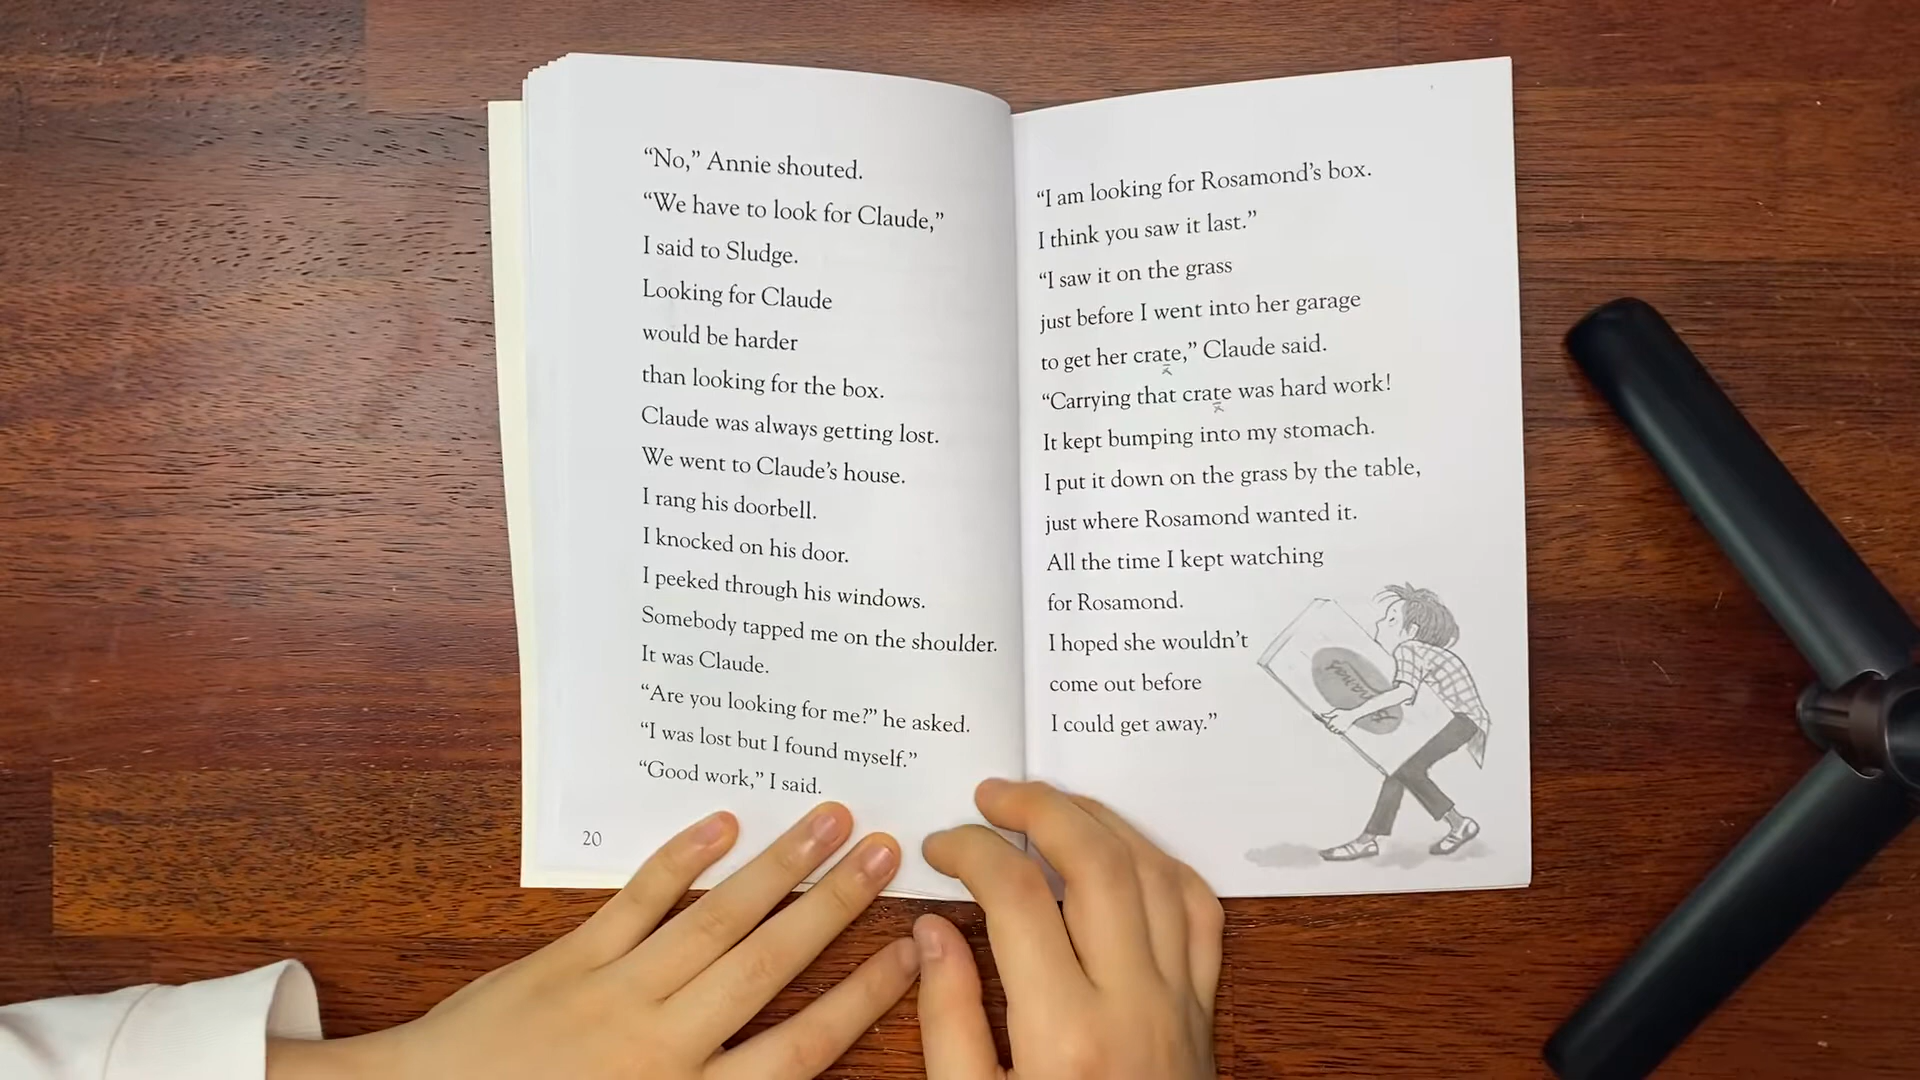 “No,” Annie shouted.
“We have to look for Claude,”
I said to Sludge.
Looking for Claude
would be harder
than looking for the box.
Claude was always getting lost.
We went to Claude’s house.
I rang his doorbell.
I knocked on his door.
I peeked through his windows.
Somebody tapped me on the shoulder.
It was Claude.
“Are you looking for me?” he asked.
“I was lost but I found myself.”
“Good work,” I said.
20
“I am looking for Rosamond’s box.
I think you saw it last.”
“I saw it on the grass
just before I went into her garage
to get her crate,” Claude said.
“Carrying that crate was hard work!
It kept bumping into my stomach.
I put it down on the grass by the table,
just where Rosamond wanted it.
All the time I kept watching
for Rosamond.
I hoped she wouldn’t
come out before
I could get away.”